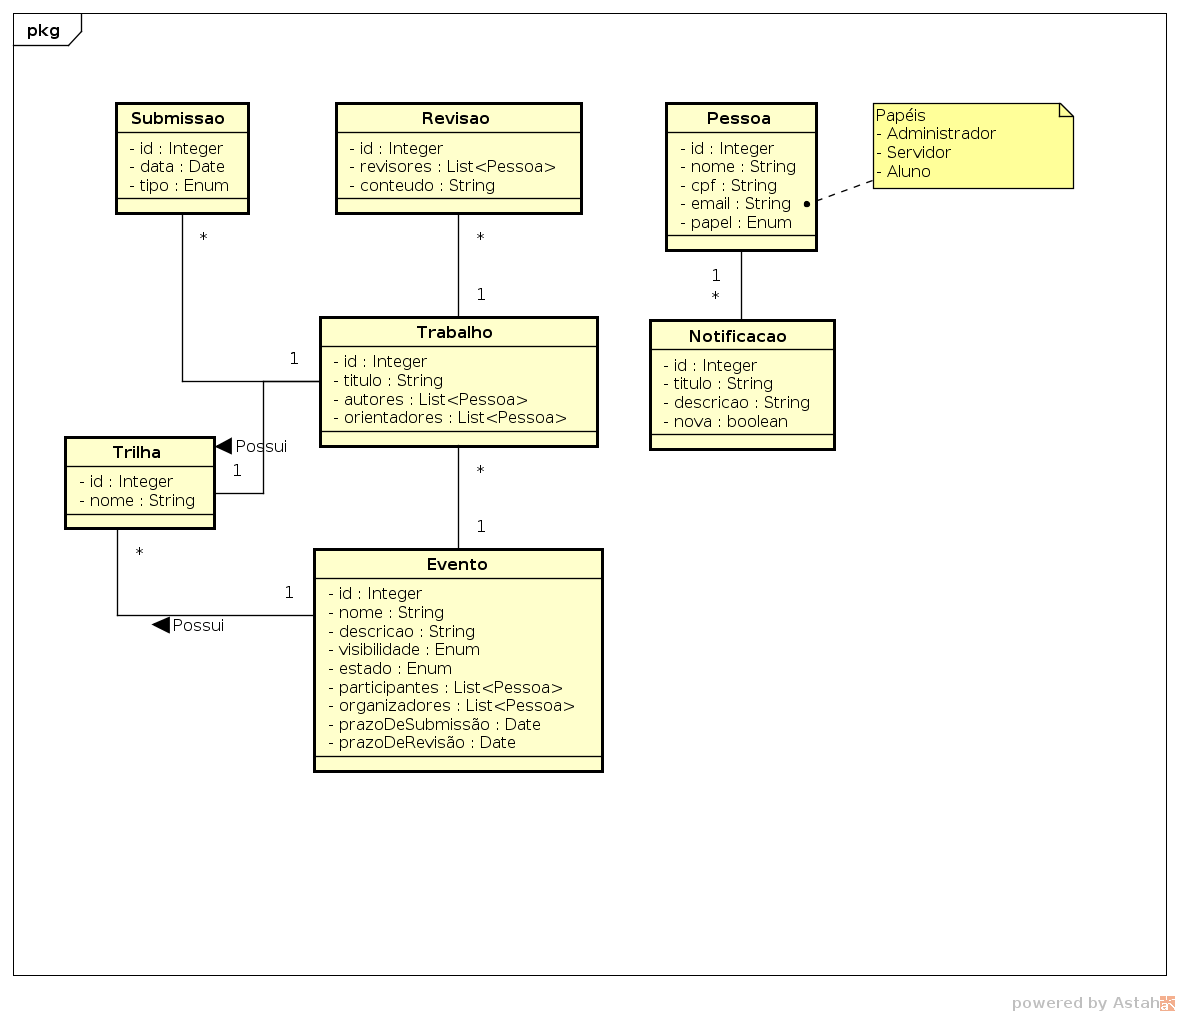 pkg
Submissao
- id : Integer
- data : Date
- tipo : Enum
Revisao
- id : Integer
- revisores : List<Pessoa>
- conteudo : String
Pessoa
- id : Integer
- nome : String
- cpf : String
- email : String
- papel : Enum
Papéis
- Administrador
- Servidor
- Aluno
*
*
1
1
*
1
Trabalho
- id : Integer
- titulo : String
- autores : List<Pessoa>
- orientadores : List<Pessoa>
Notificacao
- id : Integer
- titulo : String
- descricao : String
- nova : boolean
Possui
1
Trilha
- id : Integer
- nome : String
*
1
*
1
Possui
Evento
- id : Integer
- nome : String
- descricao : String
- visibilidade : Enum
- estado : Enum
- participantes : List<Pessoa>
- organizadores : List<Pessoa>
- prazoDeSubmissão : Date
- prazoDeRevisão : Date
powered by Astah